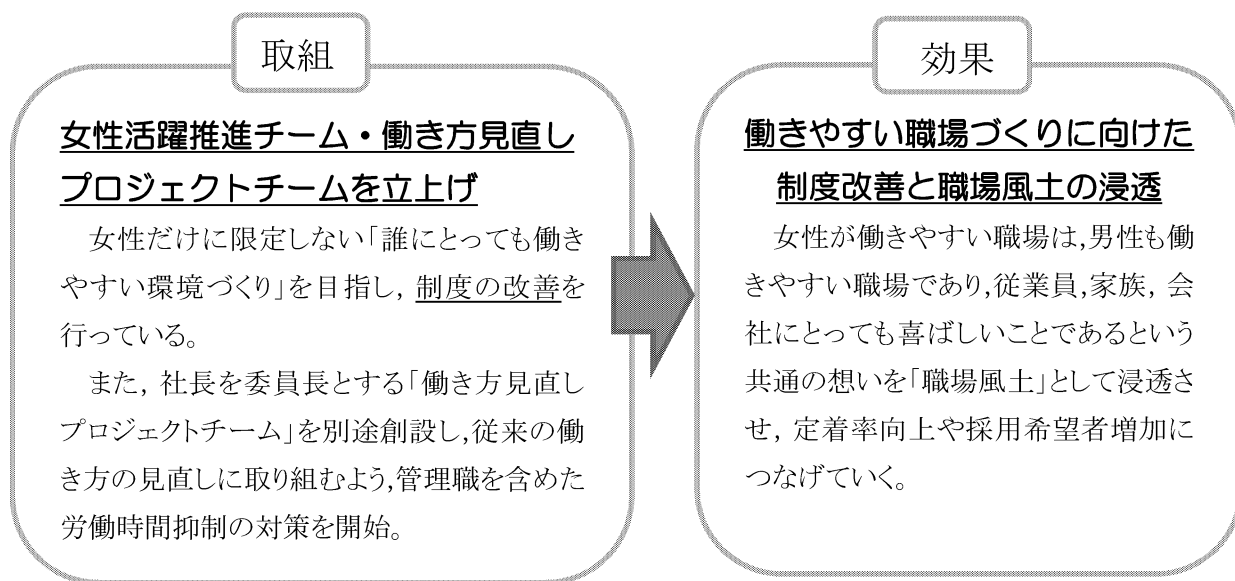 取組
女性活躍推進チーム・働き方見直し
プロジェクトチームを立上げ
女性だけに限定しない「誰にとっても働き
やすい環境づくり」を目指し, 制度の改善を
行っている。
また, 社長を委員長とする「働き方見直し
プロジェクトチーム」を別途創設し,従来の働
き方の見直しに取り組むよう,管理職を含めた
労働時間抑制の対策を開始。
効果
働きやすい職場づくりに向けた
制度改善と職場風土の浸透
女性が働きやすい職場は,男性も働
きやすい職場であり,従業員,家族, 会
社にとっても喜ばしいことであるという
共通の想いを「職場風土」として浸透さ
せ, 定着率向上や採用希望者増加に
つなげていく。